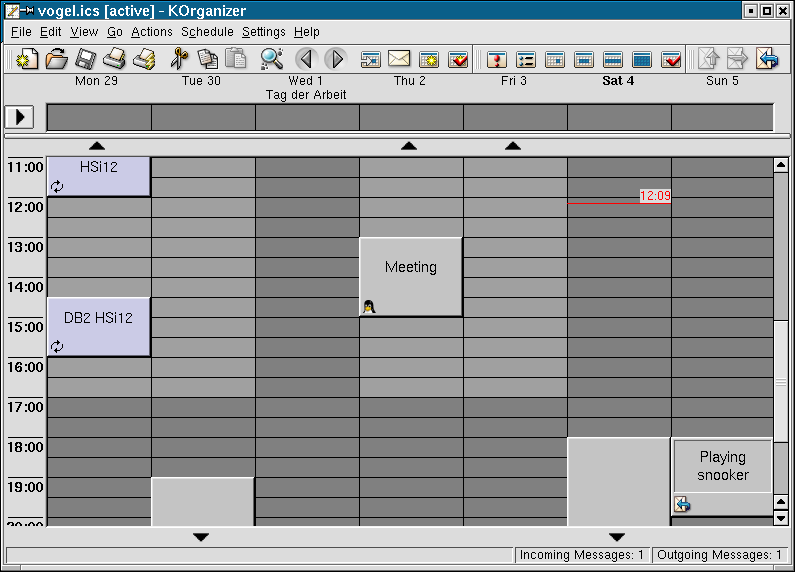 vogel.ics [active] - KOrganizer
File Edit View Go Actions Schedule Settings Help
Mon 29 Tue 30 Wed 1 Thu 2 Fri 3 Sat 4 Sun 5
Tag der Arbeit
11:00 HSi12
12:00 12:09
13:00
Meeting
14:00
15:00 DB2 HSi12
16:00
17:00
18:00
Playing
snooker
19:00
20:00
Incoming Messages: 1 Outgoing Messages: 1